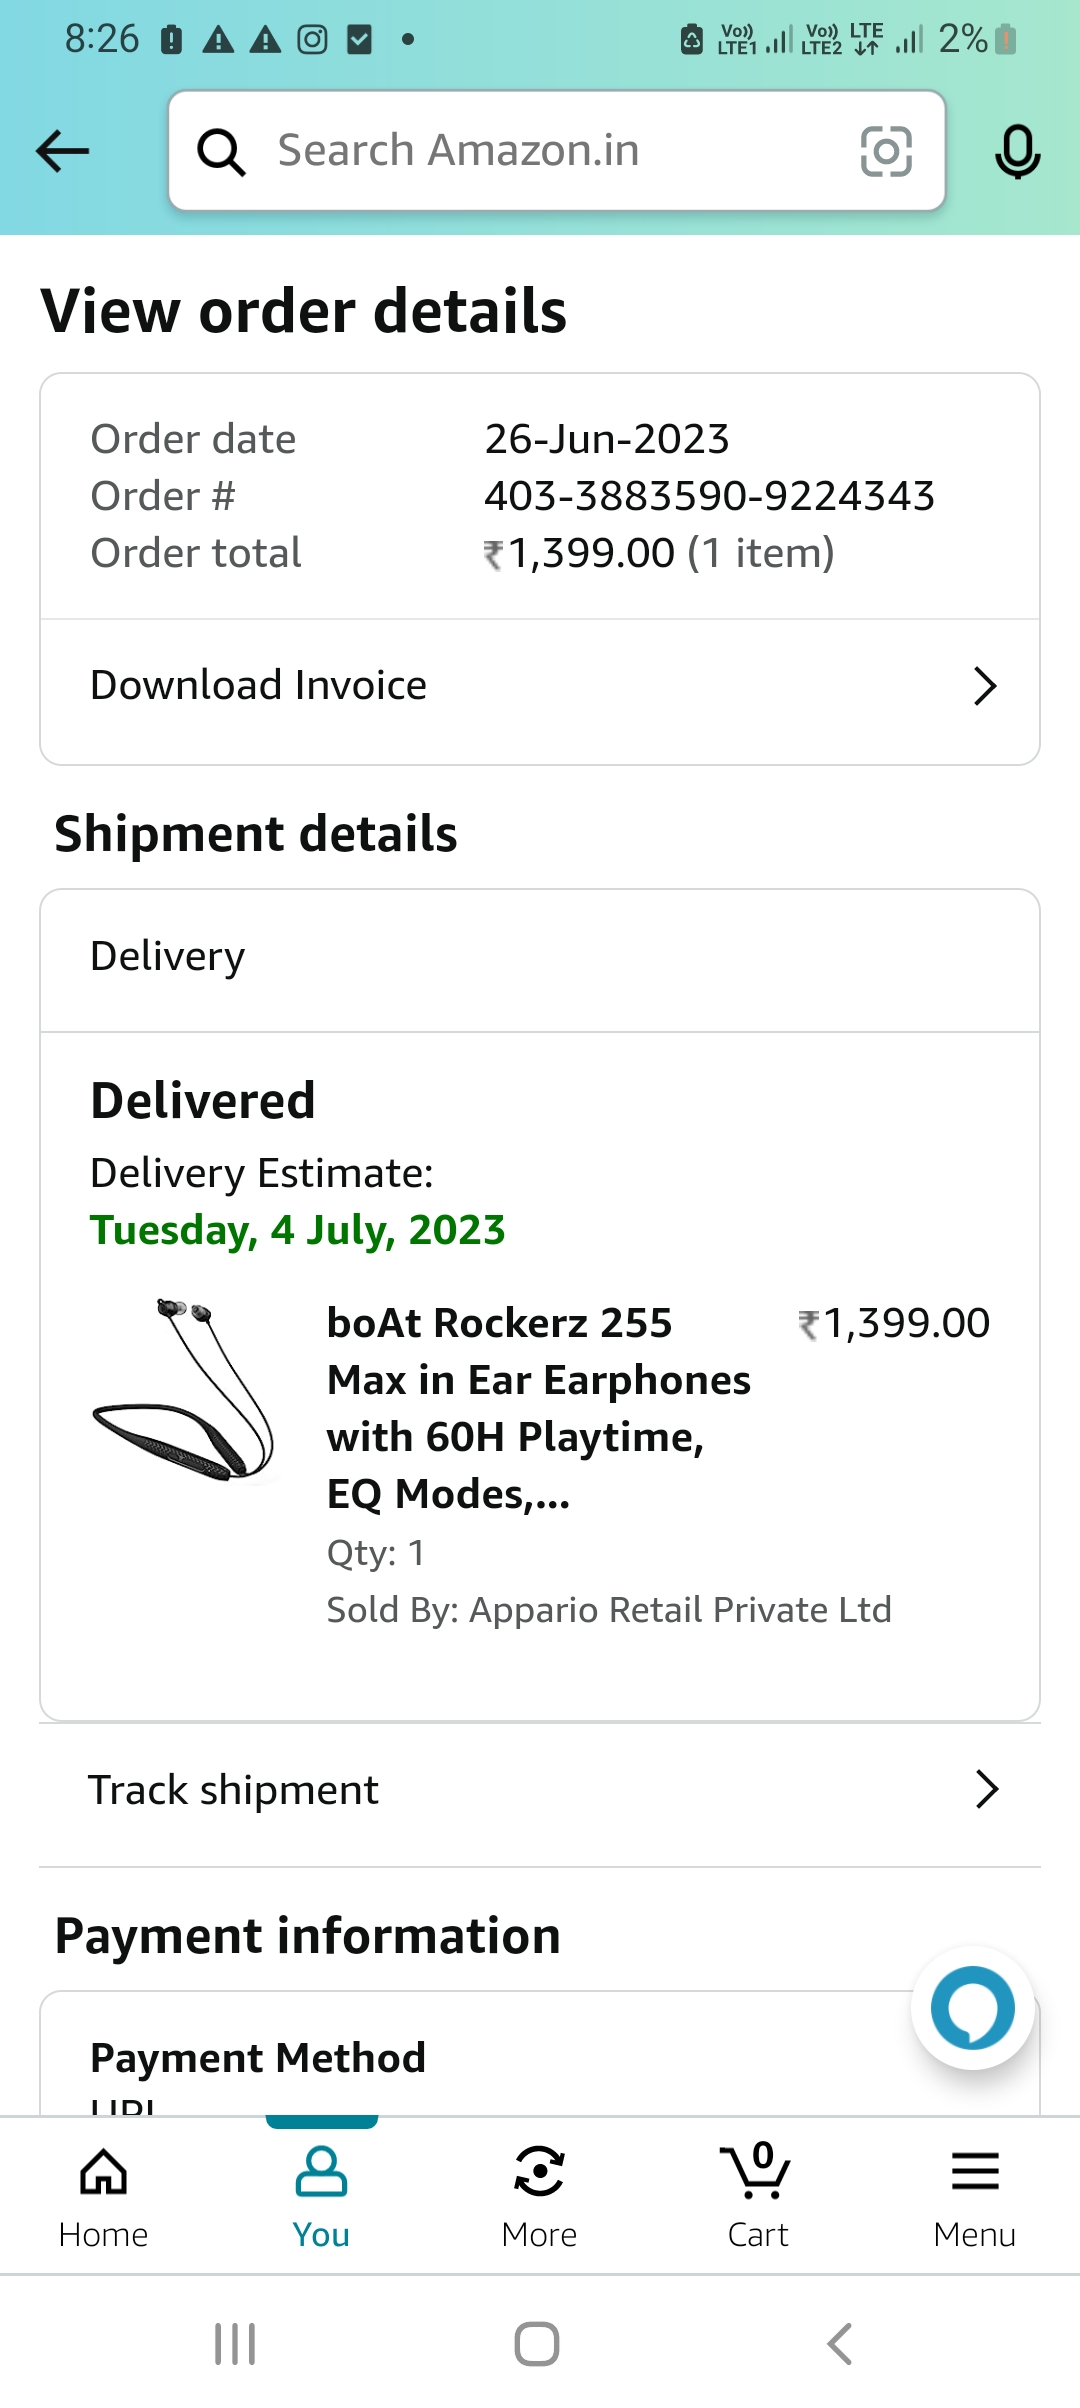 8:26
Vo)) LTE1 Vo)) LTE2 LTE 2%
Search Amazon.in
View order details
Order date 26-Jun-2023
Order # 403-3883590-9224343
Order total ₹1,399.00 (1 item)
Download Invoice
Shipment details
Delivery
Delivered
Delivery Estimate:
Tuesday, 4 July, 2023
boAt Rockerz 255 ₹1,399.00
Max in Ear Earphones
with 60H Playtime,
EQ Modes,...
Qty: 1
Sold By: Appario Retail Private Ltd
Track shipment
Payment information
Payment Method
UPI
0
Home You More Cart Menu